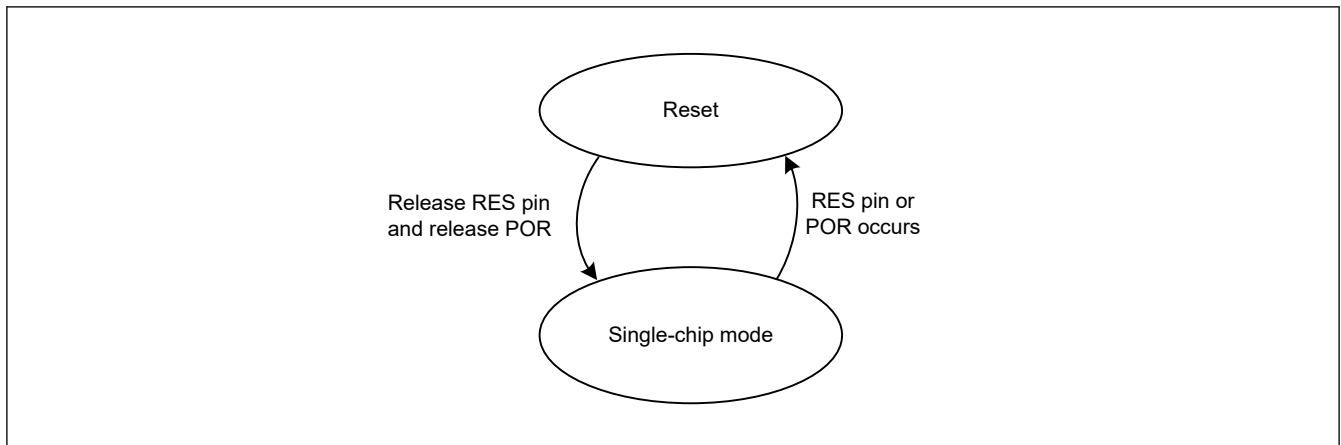 Reset
Release RES pin
and release POR
RES pin or
POR occurs
Single-chip mode